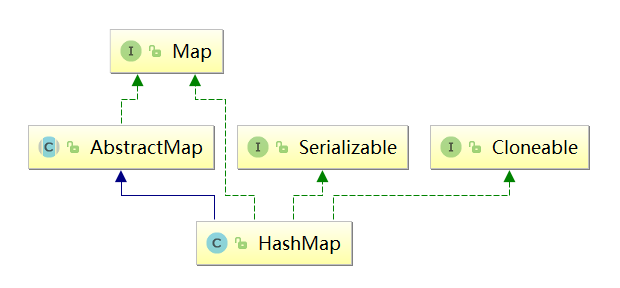 I Map
C AbstractMap
I Serializable
I Cloneable
C HashMap